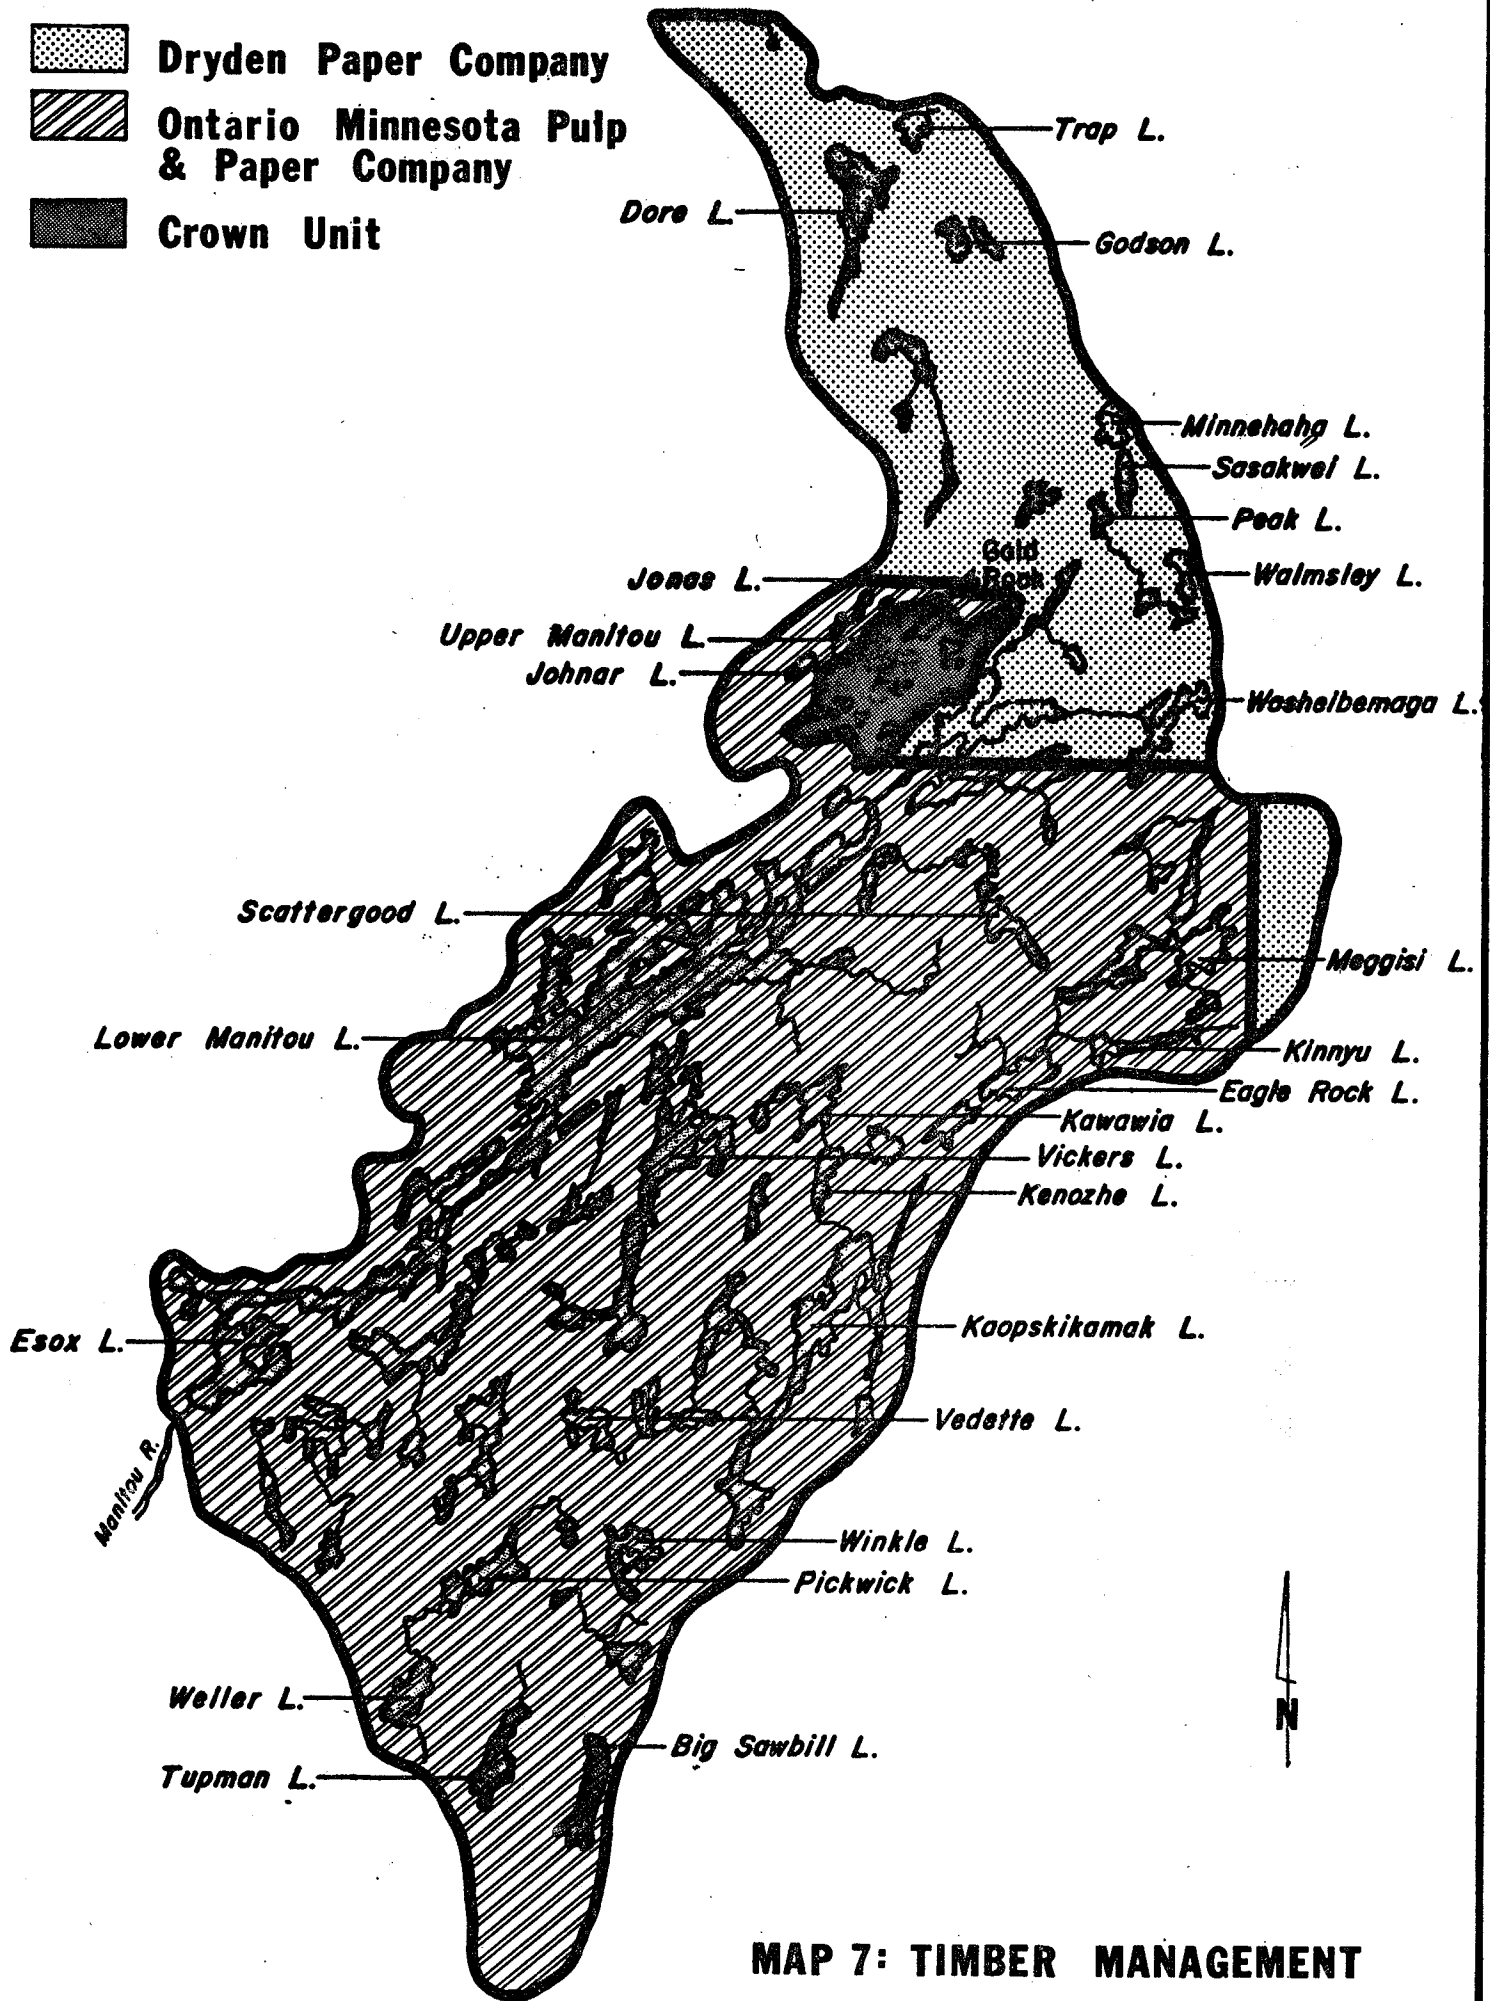 Dryden Paper Company
Ontario Minnesota Pulp
& Paper Company
Crown Unit
Trap L.
Dore L.
Godson L.
Minnehaha L.
Sasakwei L.
Peak L.
Gold
Rock
Walmsley L.
Jonas L.
Upper Manitou L.
Johnar L.
Washeibemaga L.
Scattergood L.
Meggisi L.
Lower Manitou L.
Kinnyu L.
Eagle Rock L.
Kawawia L.
Vickers L.
Kenozhe L.
Esox L.
Kaopskikamak L.
Vedette L.
Manitou R.
Winkle L.
Pickwick L.
Weller L.
Big Sawbill L.
Tupman L.
N
MAP 7: TIMBER MANAGEMENT